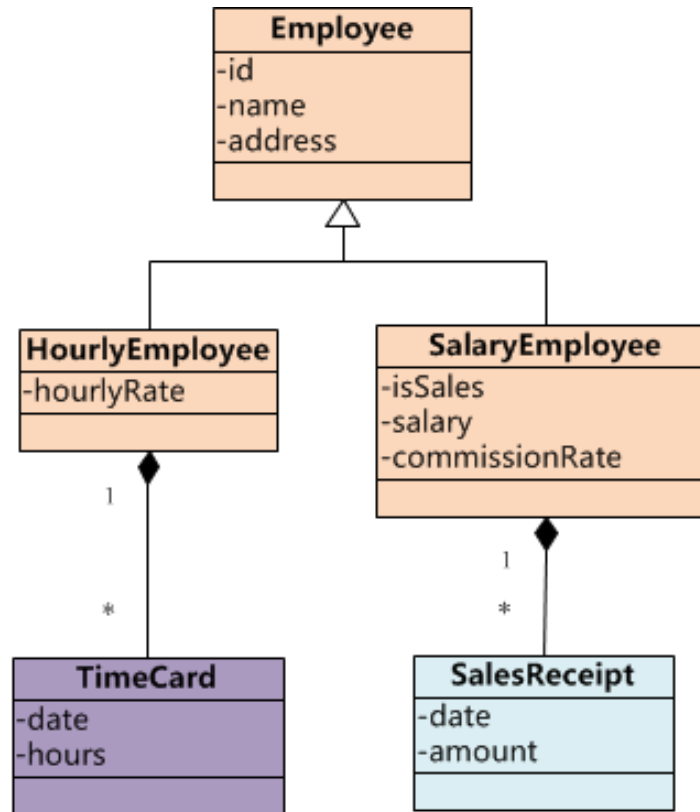 Employee
-id
-name
-address
HourlyEmployee
-hourlyRate
SalaryEmployee
-isSales
-salary
-commissionRate
1
*
1
*
TimeCard
-date
-hours
SalesReceipt
-date
-amount